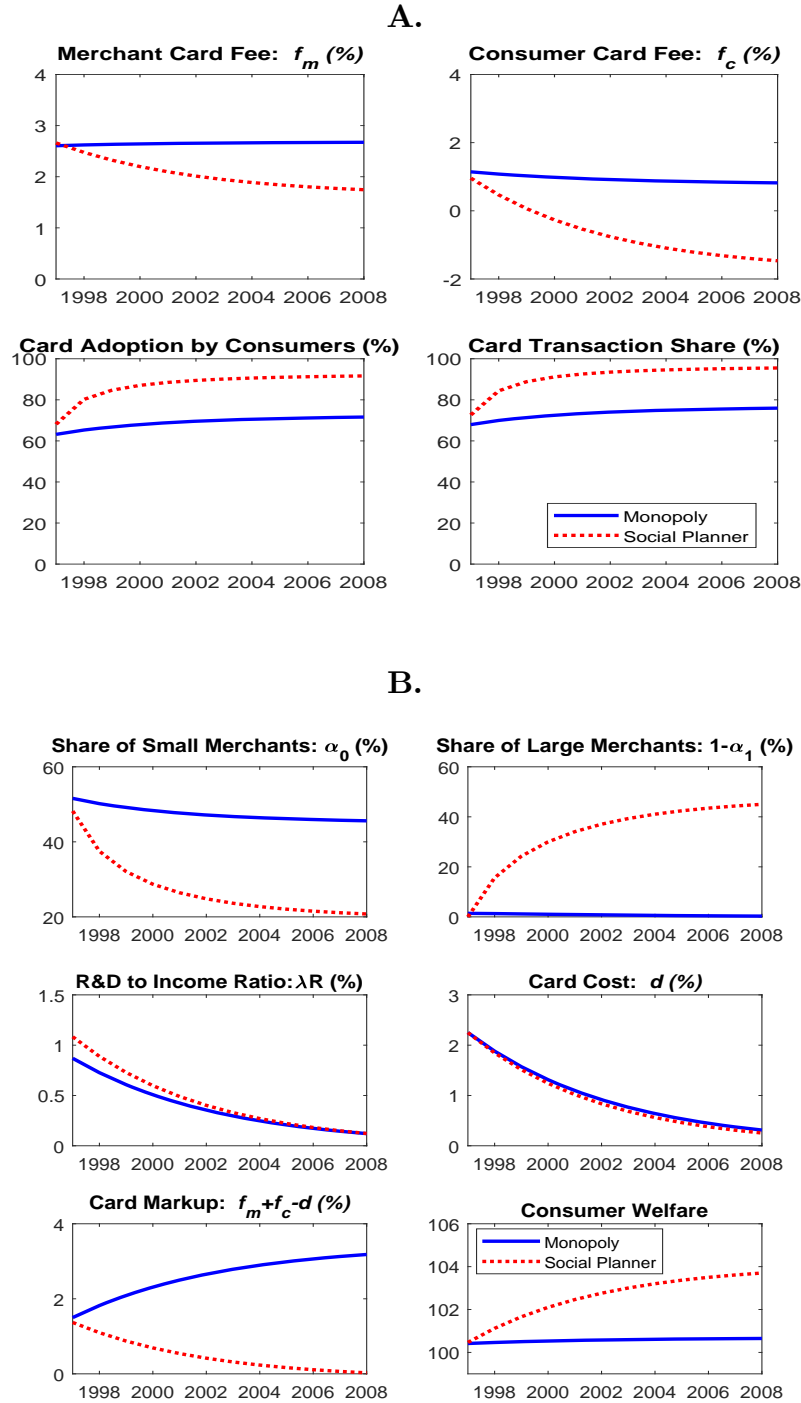 A.
Merchant Card Fee: f_m (%)
4
3
2
1
0
1998 2000 2002 2004 2006 2008
Consumer Card Fee: f_c (%)
4
2
0
-2
1998 2000 2002 2004 2006 2008
Card Adoption by Consumers (%)
100
80
60
40
20
0
1998 2000 2002 2004 2006 2008
Card Transaction Share (%)
100
80
60
40
20
0
Monopoly
Social Planner
1998 2000 2002 2004 2006 2008
B.
Share of Small Merchants: α_0 (%)
60
40
20
1998 2000 2002 2004 2006 2008
Share of Large Merchants: 1-α_1 (%)
60
40
20
0
1998 2000 2002 2004 2006 2008
R&D to Income Ratio: λR (%)
1.5
1
0.5
0
1998 2000 2002 2004 2006 2008
Card Cost: d (%)
3
2
1
0
1998 2000 2002 2004 2006 2008
Card Markup: f_m+f_c-d (%)
4
2
0
1998 2000 2002 2004 2006 2008
Consumer Welfare
106
104
102
100
Monopoly
Social Planner
1998 2000 2002 2004 2006 2008